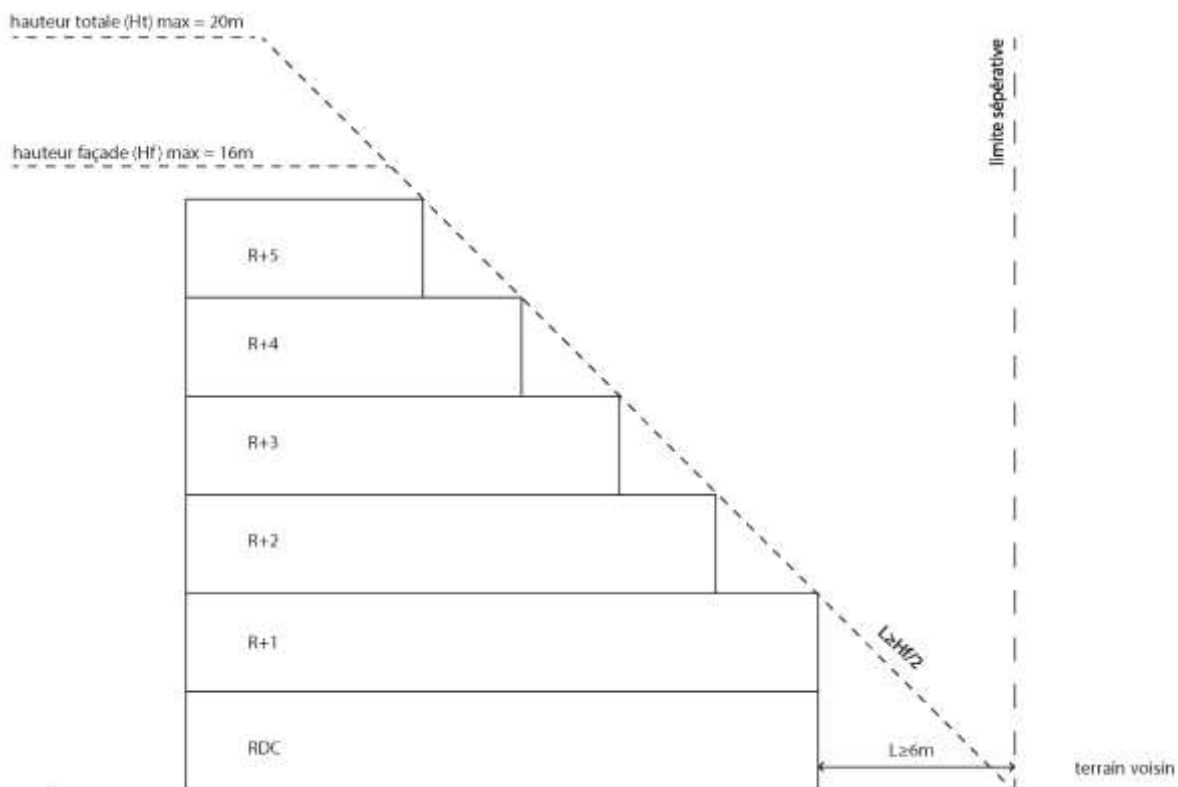 hauteur totale (Ht) max = 20m
limite sépérative
hauteur façade (Hf) max = 16m
R+5
R+4
R+3
R+2
R+1
L≥Hf/2
RDC
L≥6m
terrain voisin